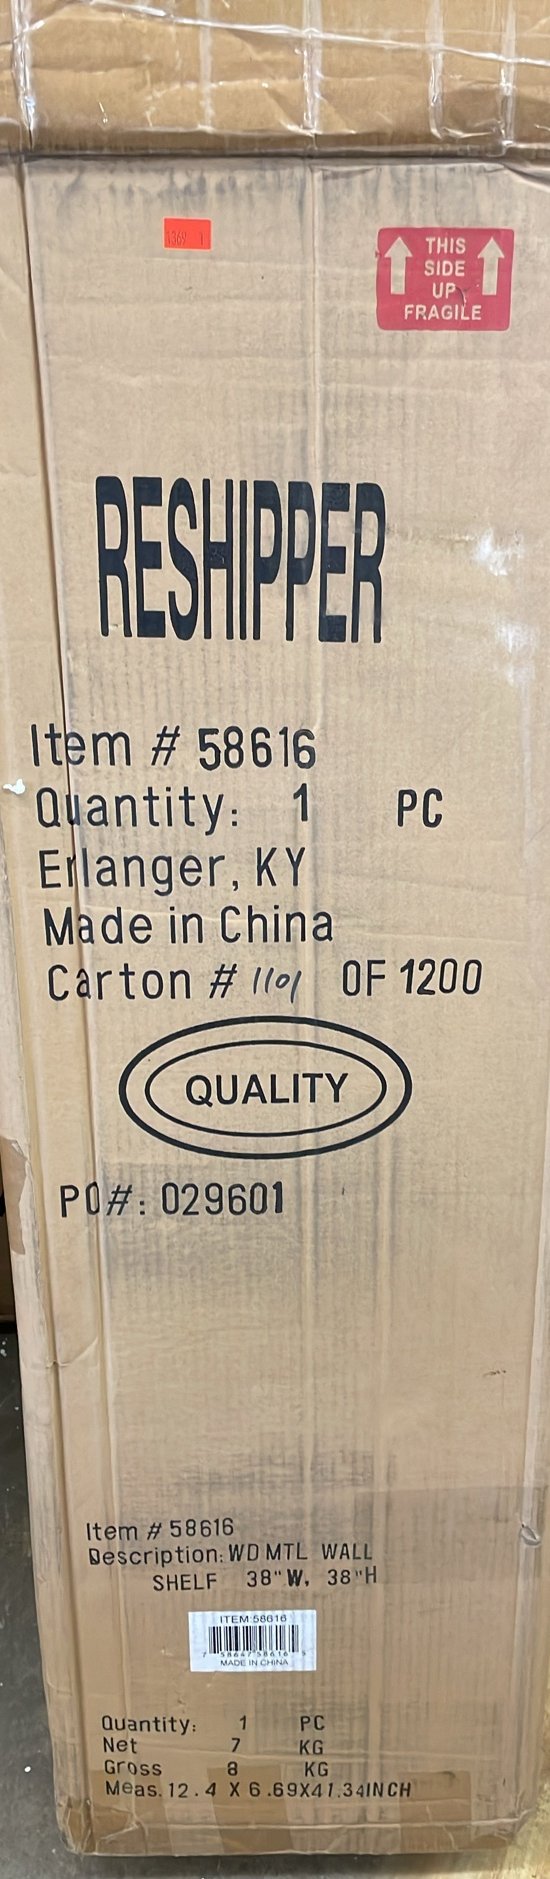 1369 1
THIS
SIDE
UP
FRAGILE
RESHIPPER
Item # 58616
Quantity: 1 PC
Erlanger, KY
Made in China
Carton # 1101 OF 1200
QUALITY
PO#: 029601
Item # 58616
Description: WD MTL WALL
SHELF 38"W, 38"H
ITEM:58616
MADE IN CHINA
Quantity: 1 PC
Net 7 KG
Gross 8 KG
Meas. 12.4 X 6.69X41.34INCH